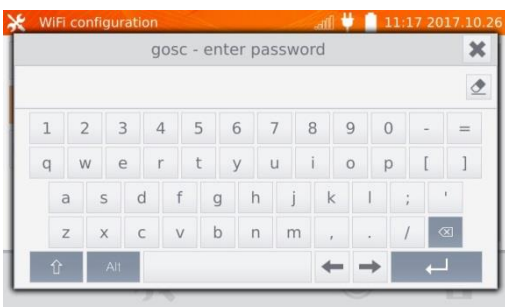 WiFi configuration 11:17 2017.10.26
gosc - enter password
1 2 3 4 5 6 7 8 9 0 - =
q w e r t y u i o p [ ]
a s d f g h j k l ; '
z x c v b n m , . /
Alt